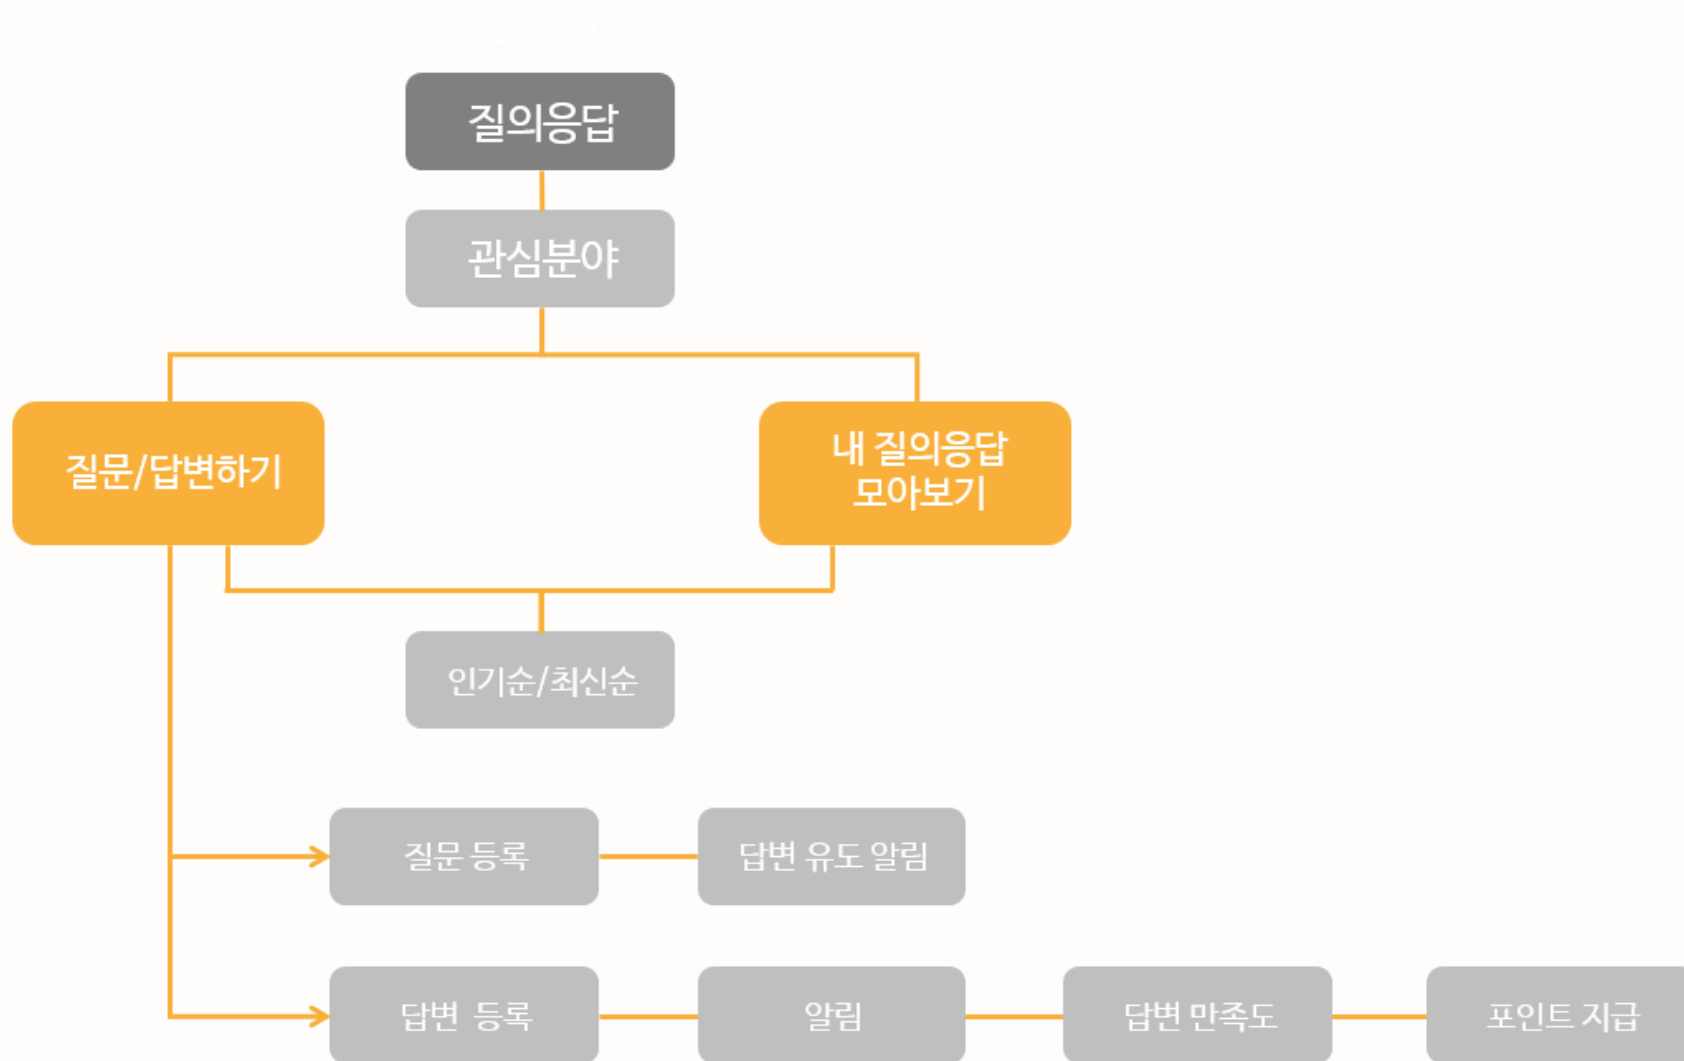 질의응답
관심분야
질문/답변하기
내 질의응답
모아보기
인기순/최신순
질문 등록
답변 유도 알림
답변 등록
알림
답변 만족도
포인트 지급